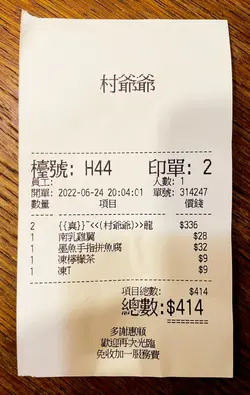 村爺爺
檯號: H44 印單: 2
員工: 人數: 1
開單: 2022-06-24 20:04:01 單號: 314247
數量 項目 價錢
2 {{真}}~<<(村爺爺)>>龍 $336
1 南乳雞翼 $28
1 墨魚手指拼魚腐 $32
1 凍檸檬茶 $9
1 凍T $9
項目總數: $414
總數:$414
多謝惠顧
歡迎再次光臨
免收加一服務費